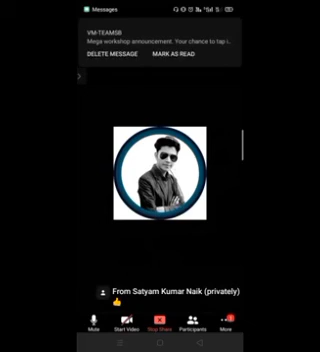 Messages
VM-TEAMSB
Mega workshop announcement. Your chance to tap i..
DELETE MESSAGE MARK AS READ
From Satyam Kumar Naik (privately)
👍
Mute Start Video Stop Share Participants More